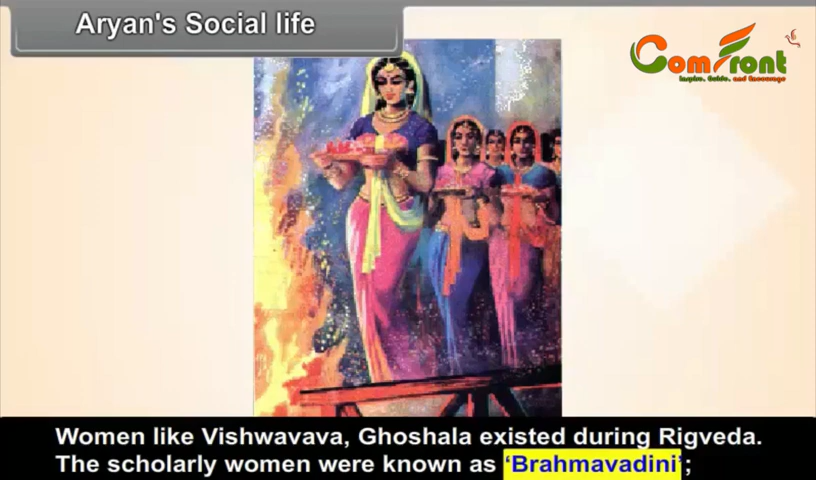 Aryan's Social life
ComFront
Inspire, Guide, and Encourage
Women like Vishwavava, Ghoshala existed during Rigveda.
The scholarly women were known as ‘Brahmavadini’;